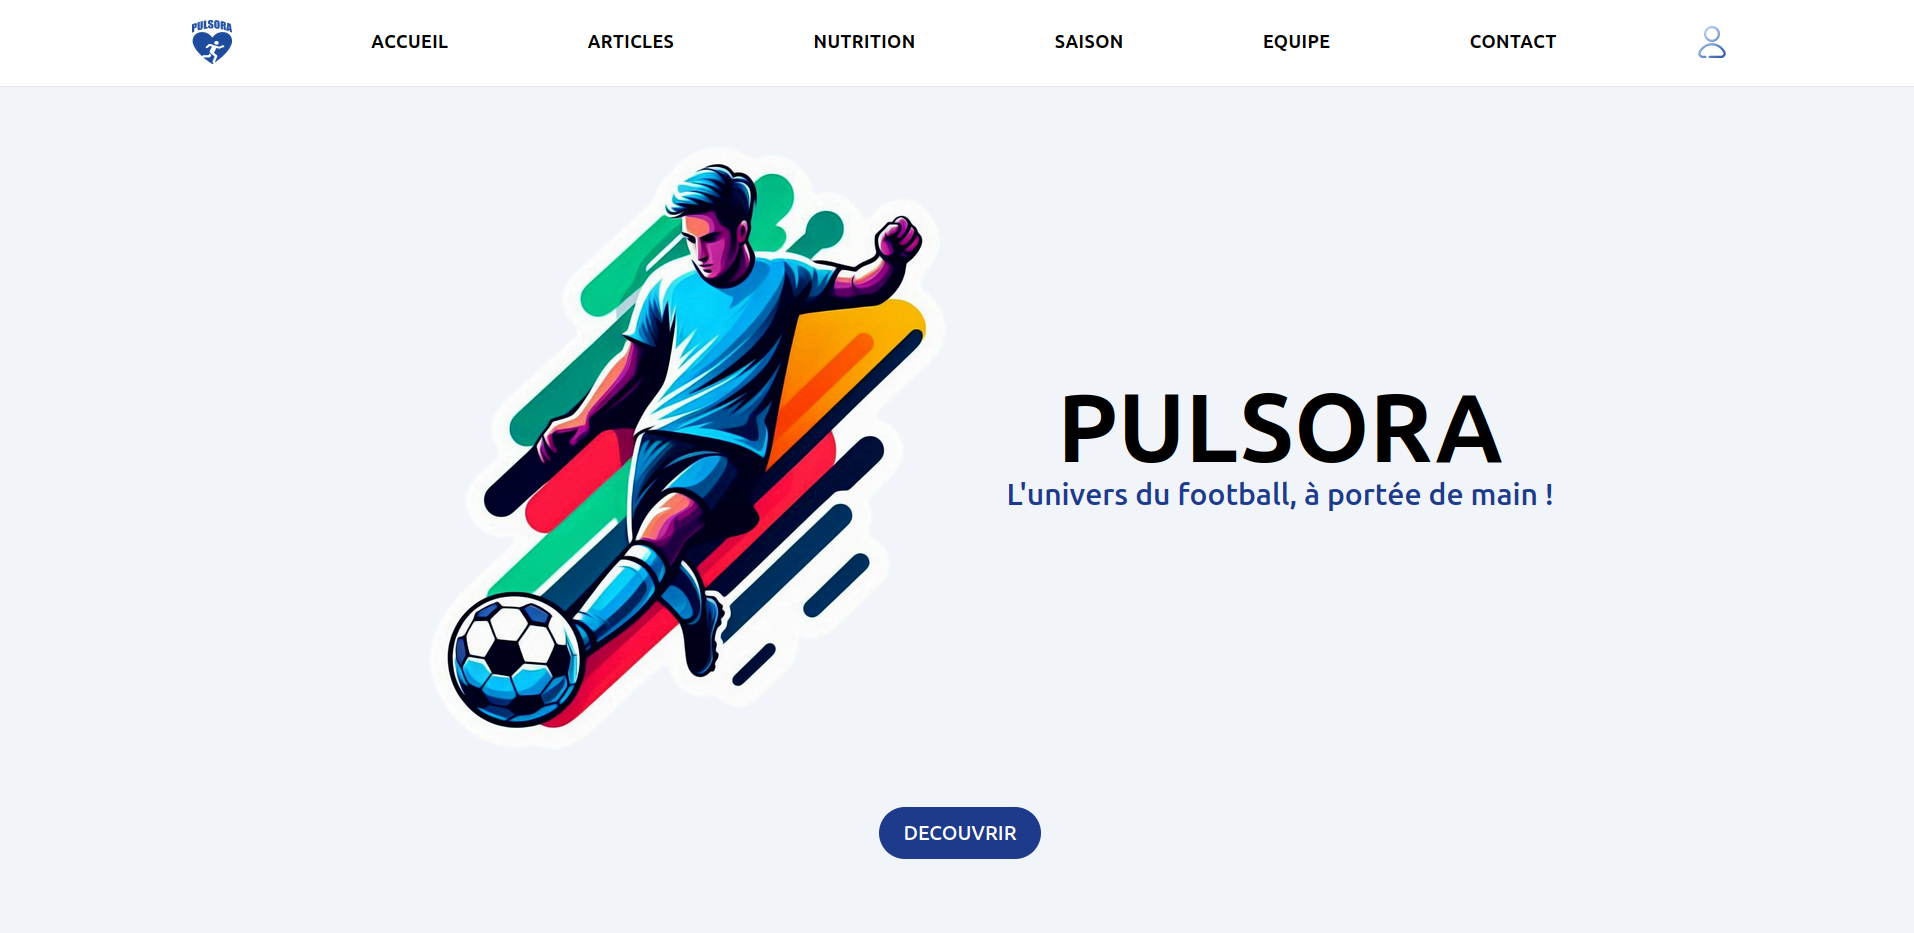 PULSORA
ACCUEIL
ARTICLES
NUTRITION
SAISON
EQUIPE
CONTACT
PULSORA
L'univers du football, à portée de main !
DECOUVRIR